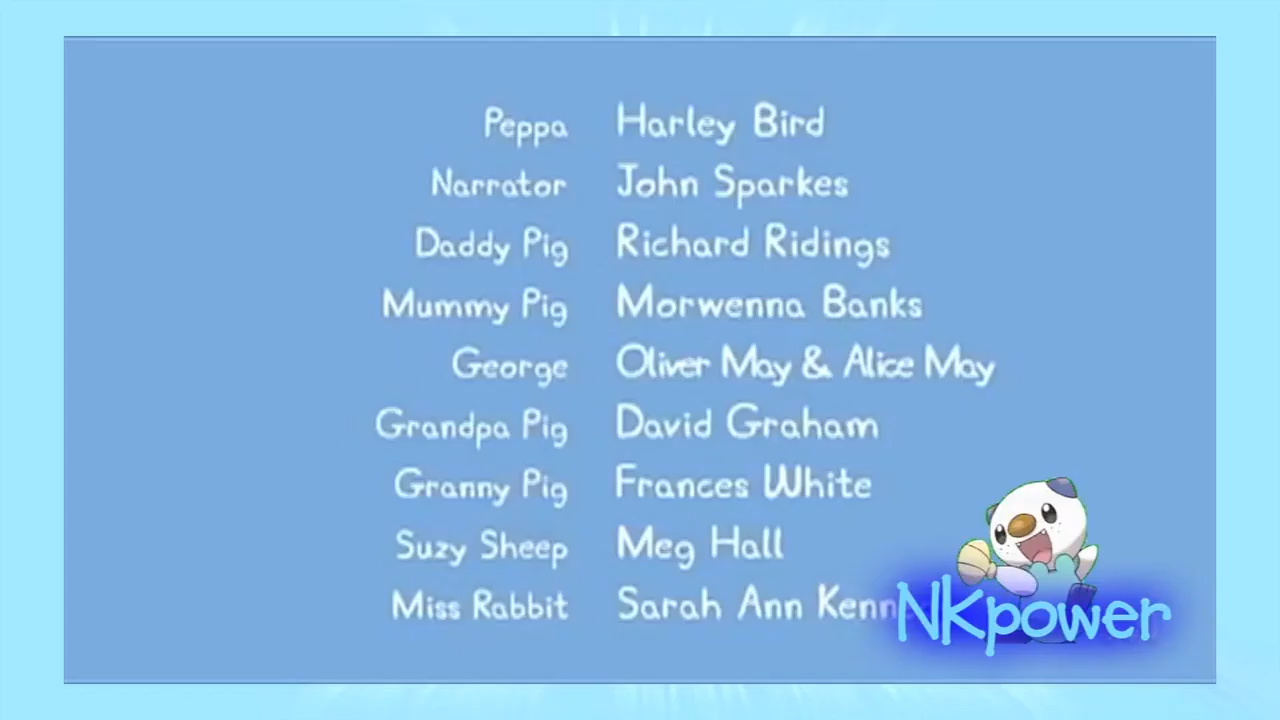 Peppa Harley Bird
Narrator John Sparkes
Daddy Pig Richard Ridings
Mummy Pig Morwenna Banks
George Oliver May & Alice May
Grandpa Pig David Graham
Granny Pig Frances White
Suzy Sheep Meg Hall
Miss Rabbit Sarah Ann
NKpower